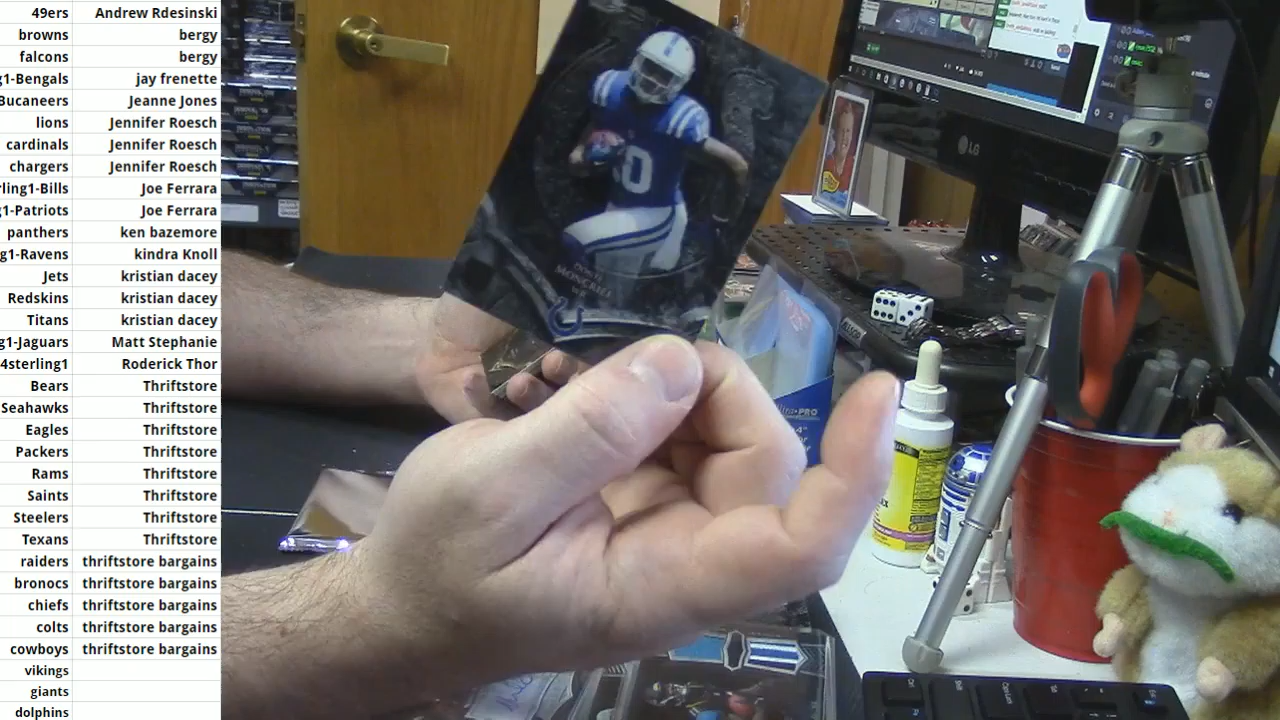 49ers Andrew Rdesinski
browns bergy
falcons bergy
g1-Bengals jay frenette
Bucaneers Jeanne Jones
lions Jennifer Roesch
cardinals Jennifer Roesch
chargers Jennifer Roesch
rling1-Bills Joe Ferrara
g1-Patriots Joe Ferrara
panthers ken bazemore
g1-Ravens kindra Knoll
Jets kristian dacey
Redskins kristian dacey
Titans kristian dacey
g1-Jaguars Matt Stephanie
4sterling1 Roderick Thor
Bears Thriftstore
Seahawks Thriftstore
Eagles Thriftstore
Packers Thriftstore
Rams Thriftstore
Saints Thriftstore
Steelers Thriftstore
Texans Thriftstore
raiders thriftstore bargains
bronocs thriftstore bargains
chiefs thriftstore bargains
colts thriftstore bargains
cowboys thriftstore bargains
vikings
giants
dolphins
DONTE
MONCRIEF
LG
PRO